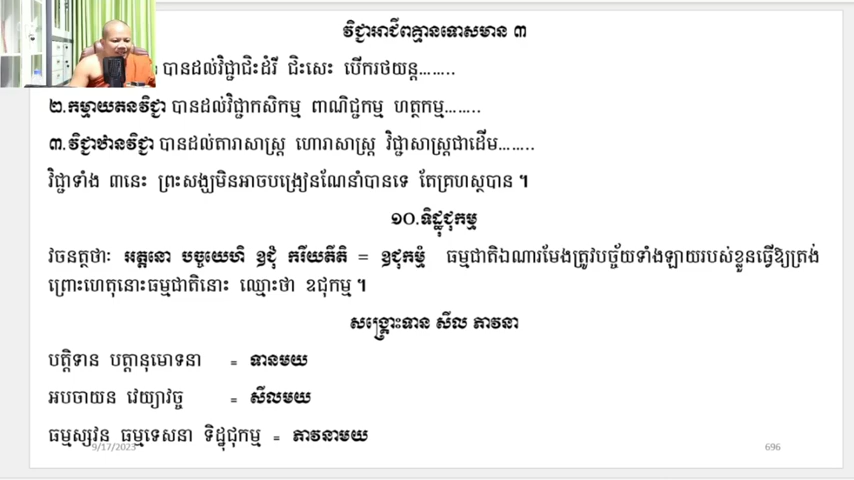 វិជ្ជាអាជីពគ្មានទោសមាន ៣
បានដល់វិជ្ជាជិះដំរី ជិះសេះ បើករថយន្ត........
២.កម្មាយតនវិជ្ជា បានដល់វិជ្ជាកសិកម្ម ពាណិជ្ជកម្ម ហត្ថកម្ម........
៣.វិជ្ជាឋានវិជ្ជា បានដល់តារាសាស្ត្រ ហោរាសាស្ត្រ វិជ្ជាសាស្ត្រជាដើម........
វិជ្ជាទាំង ៣នេះ ព្រះសង្ឃមិនអាចបង្រៀនណែនាំបានទេ តែគ្រហស្ថបាន ។
១០.ទិដ្ឋុជុកម្ម
វចនត្ថថាៈ អត្តនោ បច្ចយេហិ ឧជុំ ករីយតីតិ = ឧជុកម្មំ ធម្មជាតិឯណារមែងត្រូវបច្ច័យទាំងឡាយរបស់ខ្លួនធ្វើឱ្យត្រង់
ព្រោះហេតុនោះធម្មជាតិនោះ ឈ្មោះថា ឧជុកម្ម ។
សង្គ្រោះទាន សីល ភាវនា
បត្តិទាន បត្តានុមោទនា = ទានមយ
អបចាយន វេយ្យាវច្ច = សីលមយ
ធម្មស្សវន ធម្មទេសនា ទិដ្ឋុជុកម្ម = ភាវនាមយ
9/17/2023 696